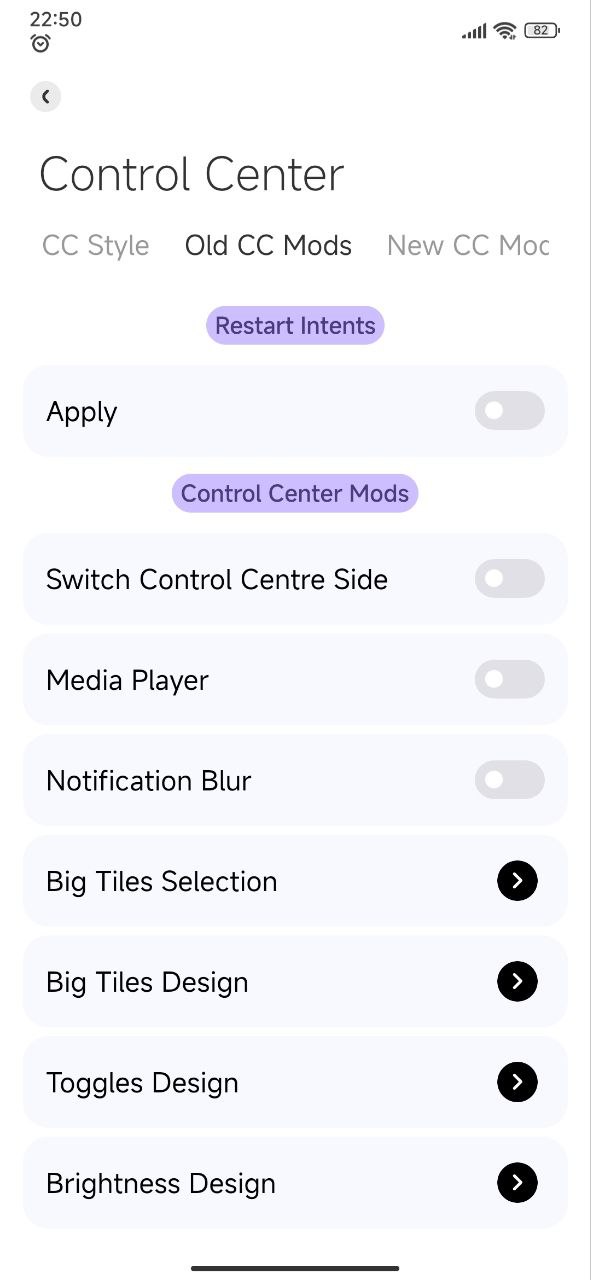 22:50
82
Control Center
CC Style Old CC Mods New CC Moc
Restart Intents
Apply
Control Center Mods
Switch Control Centre Side
Media Player
Notification Blur
Big Tiles Selection
Big Tiles Design
Toggles Design
Brightness Design